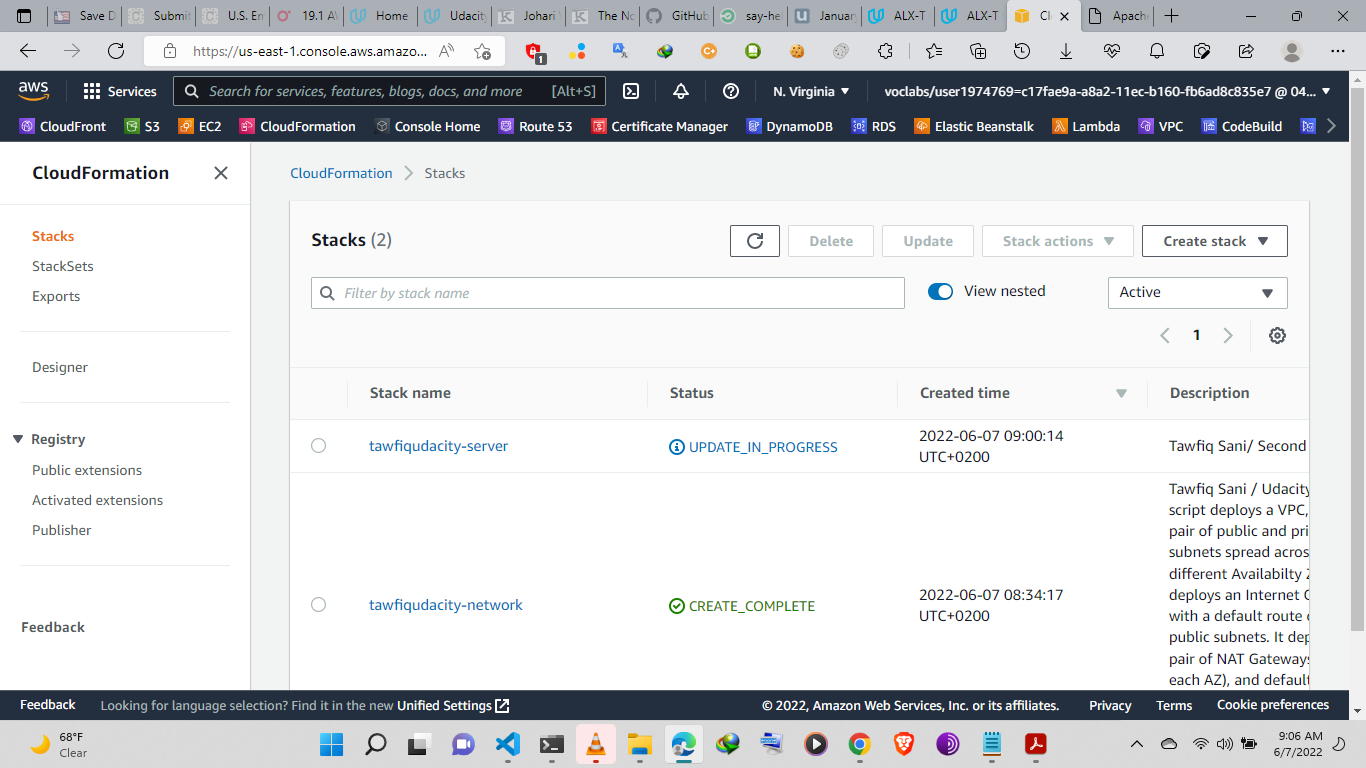 Save D
Submit
U.S. En
19.1 AV
Home
Udacity
Johari
The No
GitHub
say-he
Januar
ALX-T
ALX-T
Cl
Apach
https://us-east-1.console.aws.amazo...
1
aws
Services
Search for services, features, blogs, docs, and more [Alt+S]
N. Virginia
voclabs/user1974769=c17fae9a-a8a2-11ec-b160-fb6ad8c835e7 @ 04...
CloudFront
S3
EC2
CloudFormation
Console Home
Route 53
Certificate Manager
DynamoDB
RDS
Elastic Beanstalk
Lambda
VPC
CodeBuild
CloudFormation
Stacks
StackSets
Exports
Designer
Registry
Public extensions
Activated extensions
Publisher
Feedback
CloudFormation
Stacks
Stacks (2)
Delete
Update
Stack actions
Create stack
Filter by stack name
View nested
Active
1
Stack name
Status
Created time
Description
tawfiqudacity-server
UPDATE_IN_PROGRESS
2022-06-07 09:00:14
UTC+0200
Tawfiq Sani/ Second
tawfiqudacity-network
CREATE_COMPLETE
2022-06-07 08:34:17
UTC+0200
Tawfiq Sani / Udacity
script deploys a VPC,
pair of public and pri
subnets spread acros
different Availabilty Z
deploys an Internet G
with a default route o
public subnets. It dep
pair of NAT Gateways
each AZ), and default
Feedback
Looking for language selection? Find it in the new Unified Settings
© 2022, Amazon Web Services, Inc. or its affiliates.
Privacy
Terms
Cookie preferences
68°F
Clear
9:06 AM
6/7/2022